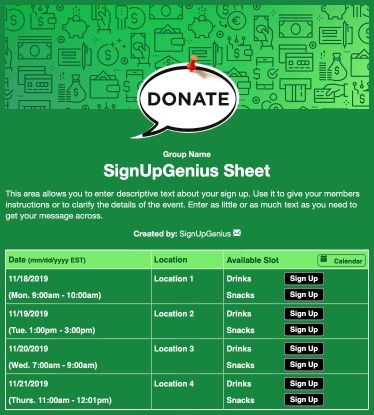 DONATE
Group Name
SignUpGenius Sheet
This area allows you to enter descriptive text about your sign up. Use it to give your members
instructions or to clarify the details of the event. Enter as little or as much text as you need to
get your message across.
Created by: SignUpGenius
Date (mm/dd/yyyy EST) Location Available Slot Calendar
11/18/2019 Location 1 Drinks Sign Up
(Mon. 9:00am - 10:00am) Snacks Sign Up
11/19/2019 Location 2 Drinks Sign Up
(Tue. 1:00pm - 3:00pm) Snacks Sign Up
11/20/2019 Location 3 Drinks Sign Up
(Wed. 7:00am - 9:00am) Snacks Sign Up
11/21/2019 Location 4 Drinks Sign Up
(Thurs. 11:00am - 12:01pm) Snacks Sign Up